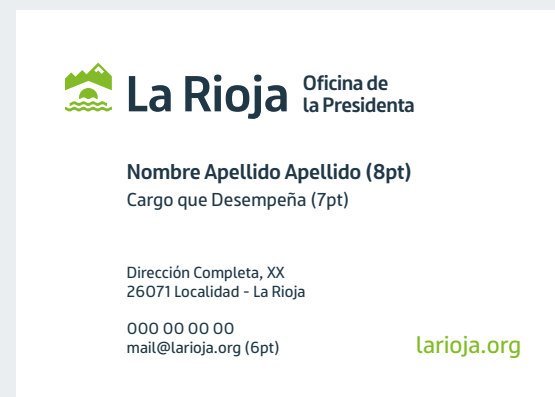 La Rioja
Oficina de
la Presidenta
Nombre Apellido Apellido (8pt)
Cargo que Desempeña (7pt)
Dirección Completa, XX
26071 Localidad - La Rioja
000 00 00 00
mail@larioja.org (6pt)
larioja.org